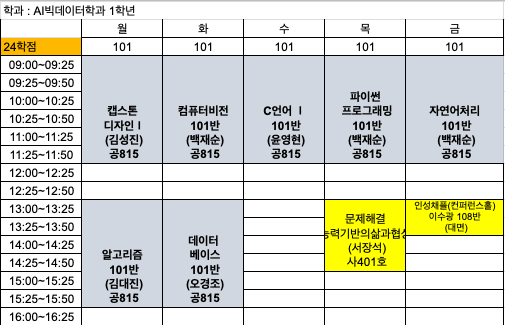 학과 : AI빅데이터학과 1학년
월 화 수 목 금
24학점 101 101 101 101 101
09:00~09:25
09:25~09:50
10:00~10:25
10:25~10:50
11:00~11:25
11:25~11:50
캡스톤
디자인 I
(김성진)
공815
컴퓨터비전
101반
(백재순)
공815
C언어 I
101반
(윤영현)
공815
파이썬
프로그래밍
101반
(백재순)
공815
자연어처리
101반
(백재순)
공815
12:00~12:25
12:25~12:50
13:00~13:25
13:25~13:50
14:00~14:25
14:25~14:50
15:00~15:25
15:25~15:50
알고리즘
101반
(김대진)
공815
데이터
베이스
101반
(오경조)
공815
문제해결
능력기반의삶과협상
(서장석)
사401호
인성채플(컨퍼런스홀)
이수광 108반
(대면)
16:00~16:25